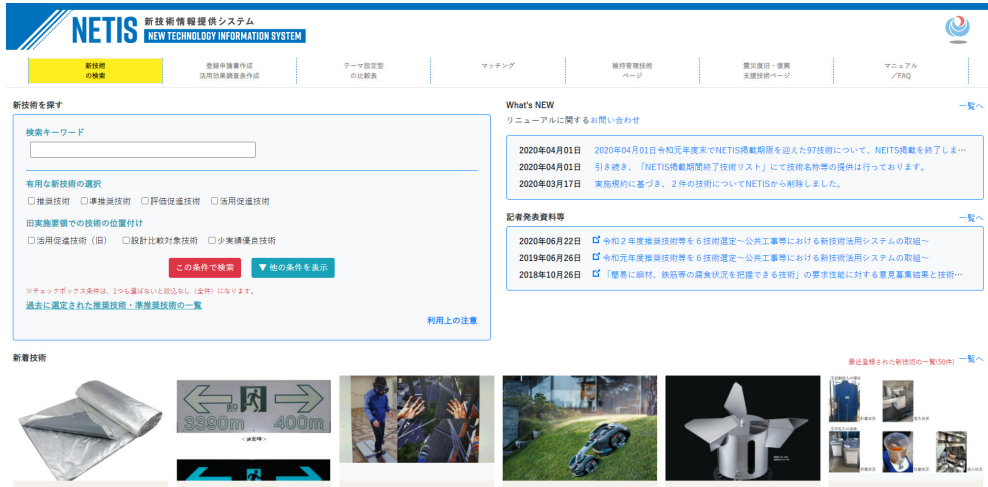 NETIS 新技術情報提供システム
NEW TECHNOLOGY INFORMATION SYSTEM
新技術
の検索
登録申請書作成
活用効果調査表作成
テーマ設定型
の比較表
マッチング
維持管理技術
ページ
震災復旧・復興
支援技術ページ
マニュアル
／FAQ
新技術を探す
検索キーワード
有用な新技術の選択
□推奨技術 □準推奨技術 □評価促進技術 □活用促進技術
旧実施要領での技術の位置付け
□活用促進技術（旧） □設計比較対象技術 □少実績優良技術
この条件で検索 ▼他の条件を表示
※チェックボックス条件は、1つも選ばないと絞込なし（全件）になります。
過去に選定された推奨技術・準推奨技術の一覧
利用上の注意
What's NEW 一覧へ
リニューアルに関するお問い合わせ
2020年04月01日 2020年04月01日令和元年度末でNETIS掲載期限を迎えた97技術について、NEITS掲載を終了しま…
2020年04月01日 引き続き、「NETIS掲載期間終了技術リスト」にて技術名称等の提供は行っております。
2020年03月17日 実施規約に基づき、２件の技術についてNETISから削除しました。
記者発表資料等 一覧へ
2020年06月22日 令和２年度推奨技術等を６技術選定～公共工事等における新技術活用システムの取組～
2019年06月26日 令和元年度推奨技術等を６技術選定～公共工事等における新技術活用システムの取組～
2018年10月26日 「簡易に鋼材、鉄筋等の腐食状況を把握できる技術」の要求性能に対する意見募集結果と技術…
新着技術
最近登録された新技術の一覧(50件) 一覧へ
3390m 400m